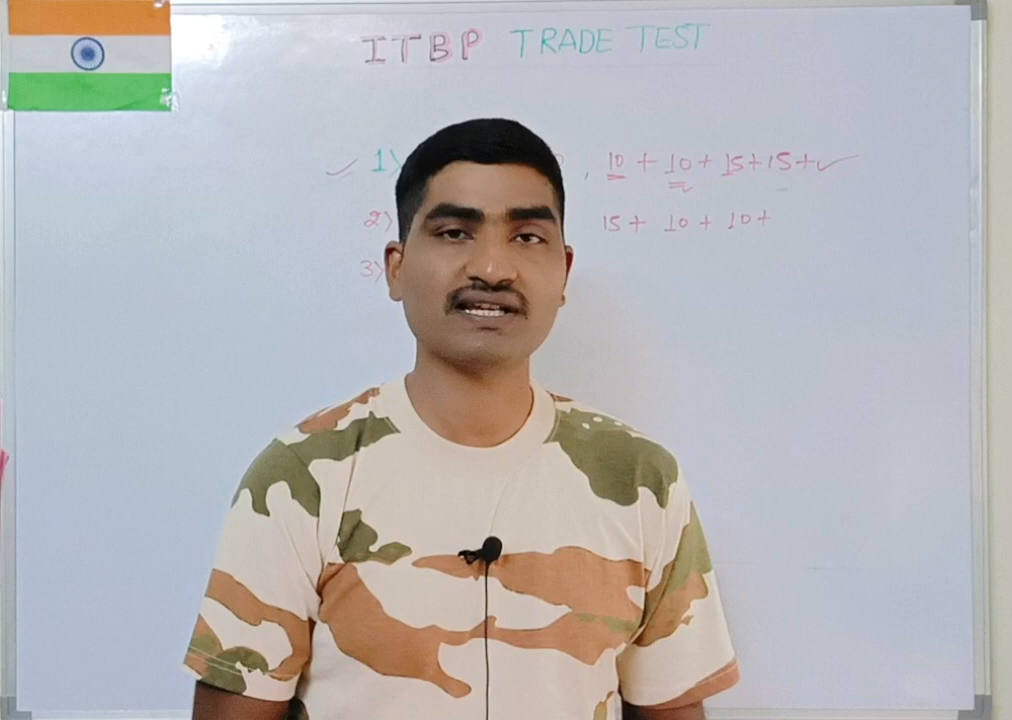 ITBP TRADE TEST
1) , 10 + 10 + 15 + 15 +
2) 15 + 10 + 10 +
3)